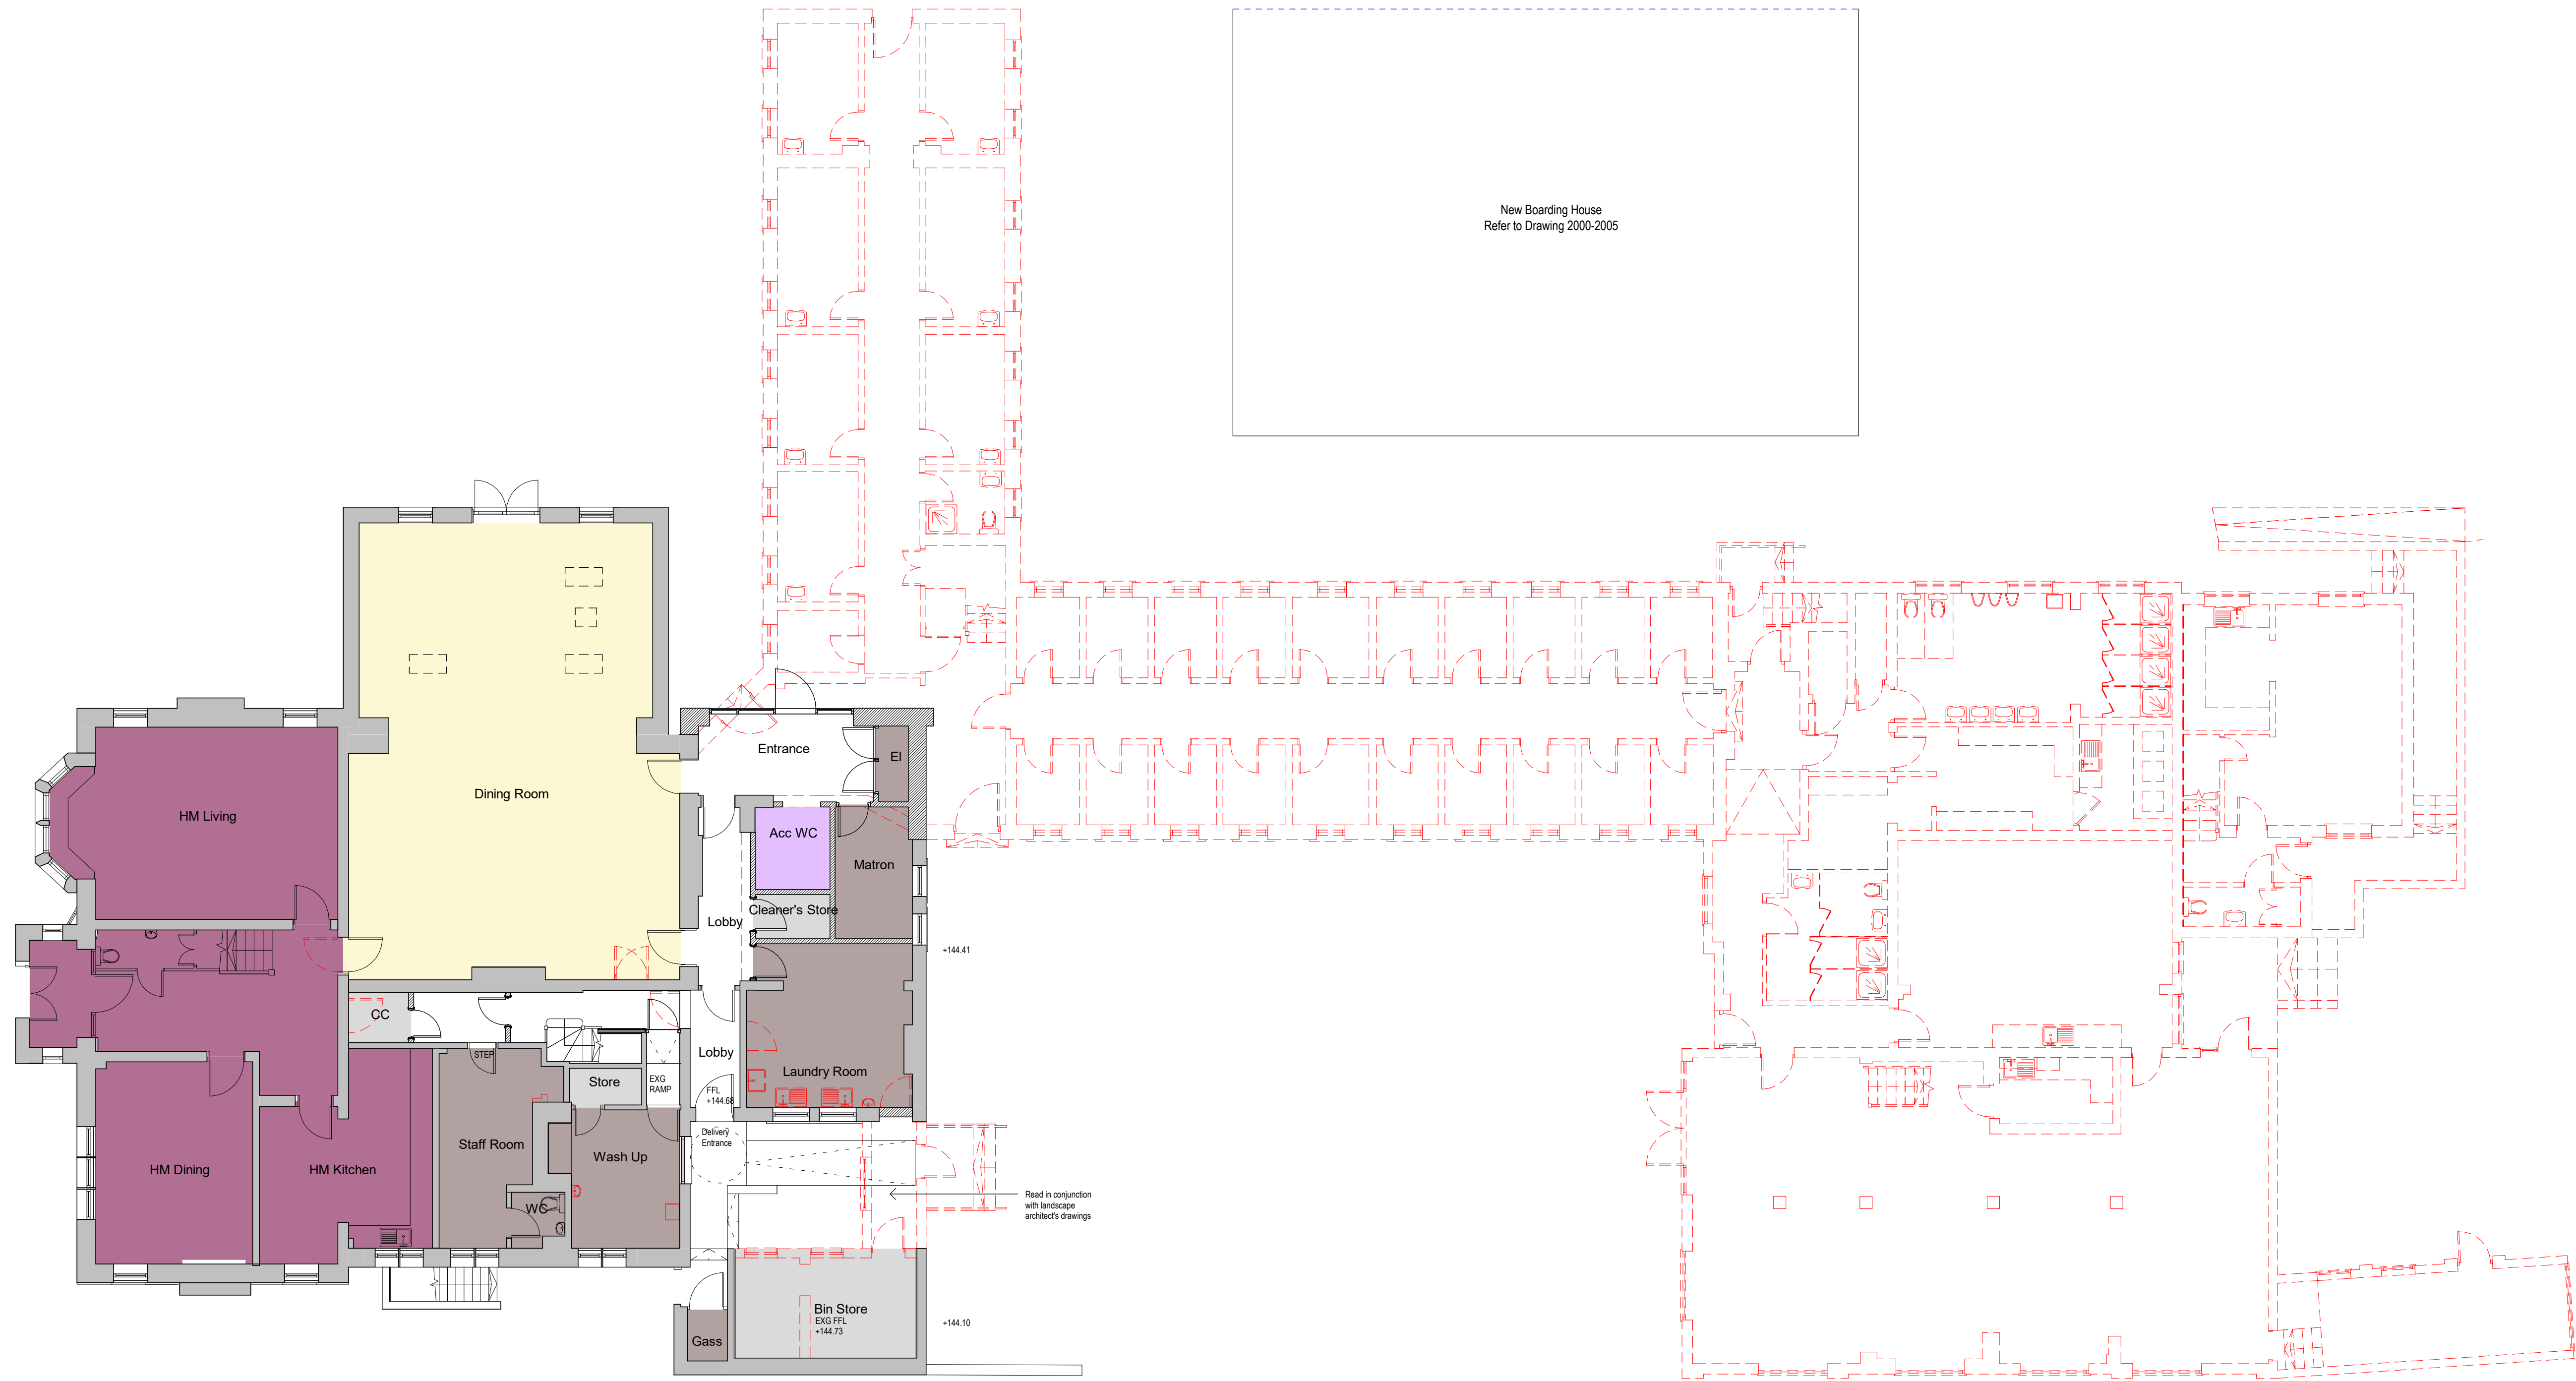 New Boarding House
Refer to Drawing 2000-2005
Entrance
El
Dining Room
HM Living
Acc WC
Matron
Cleaner's Store
Lobby
+144.41
CC
STEP
Lobby
Laundry Room
Store
EXG
RAMP
FFL
+144.68
Delivery
Entrance
Staff Room
Wash Up
HM Dining
HM Kitchen
WC
Read in conjunction
with landscape
architect's drawings
Bin Store
EXG FFL
+144.73
+144.10
Gass